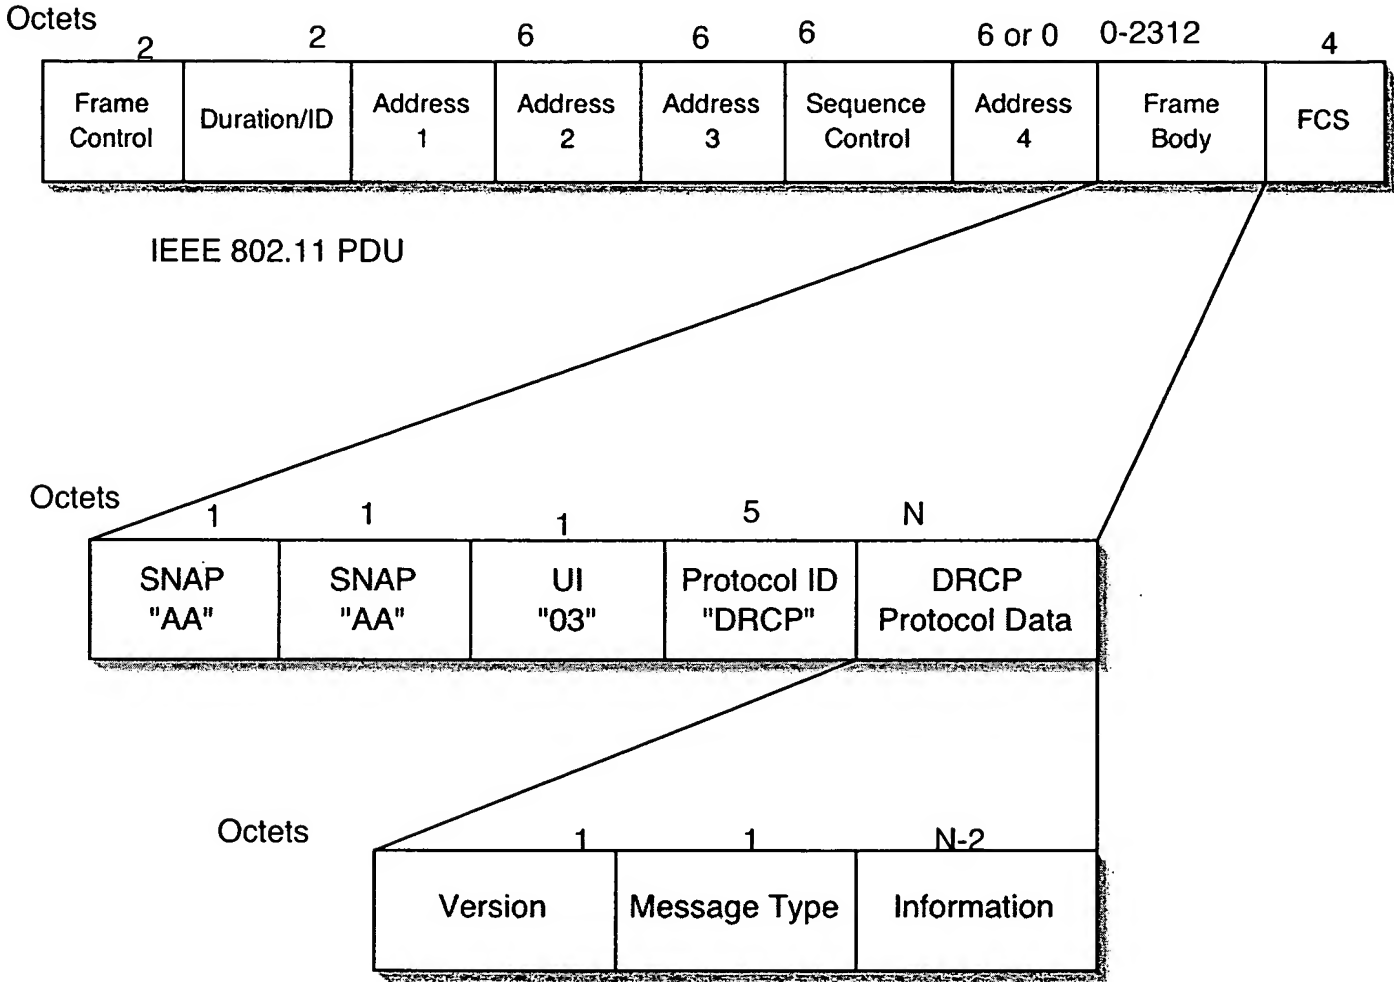 Octets
2 2 6 6 6 6 or 0 0-2312 4
Frame Control Duration/ID Address 1 Address 2 Address 3 Sequence Control Address 4 Frame Body FCS
IEEE 802.11 PDU
Octets
1 1 1 5 N
SNAP "AA" SNAP "AA" UI "03" Protocol ID "DRCP" DRCP Protocol Data
Octets
1 1 N-2
Version Message Type Information